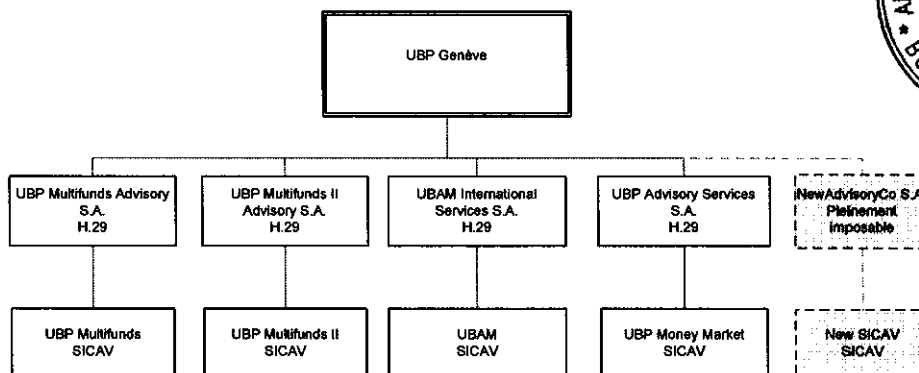 UBP Genève
UBP Multifunds Advisory
S.A.
H.29
UBP Multifunds II
Advisory S.A.
H.29
UBAM International
Services S.A.
H.29
UBP Advisory Services
S.A.
H.29
NewAdvisoryCo S.A.
Pleinement
imposable
UBP Multifunds
SICAV
UBP Multifunds II
SICAV
UBAM
SICAV
UBP Money Market
SICAV
New SICAV
SICAV